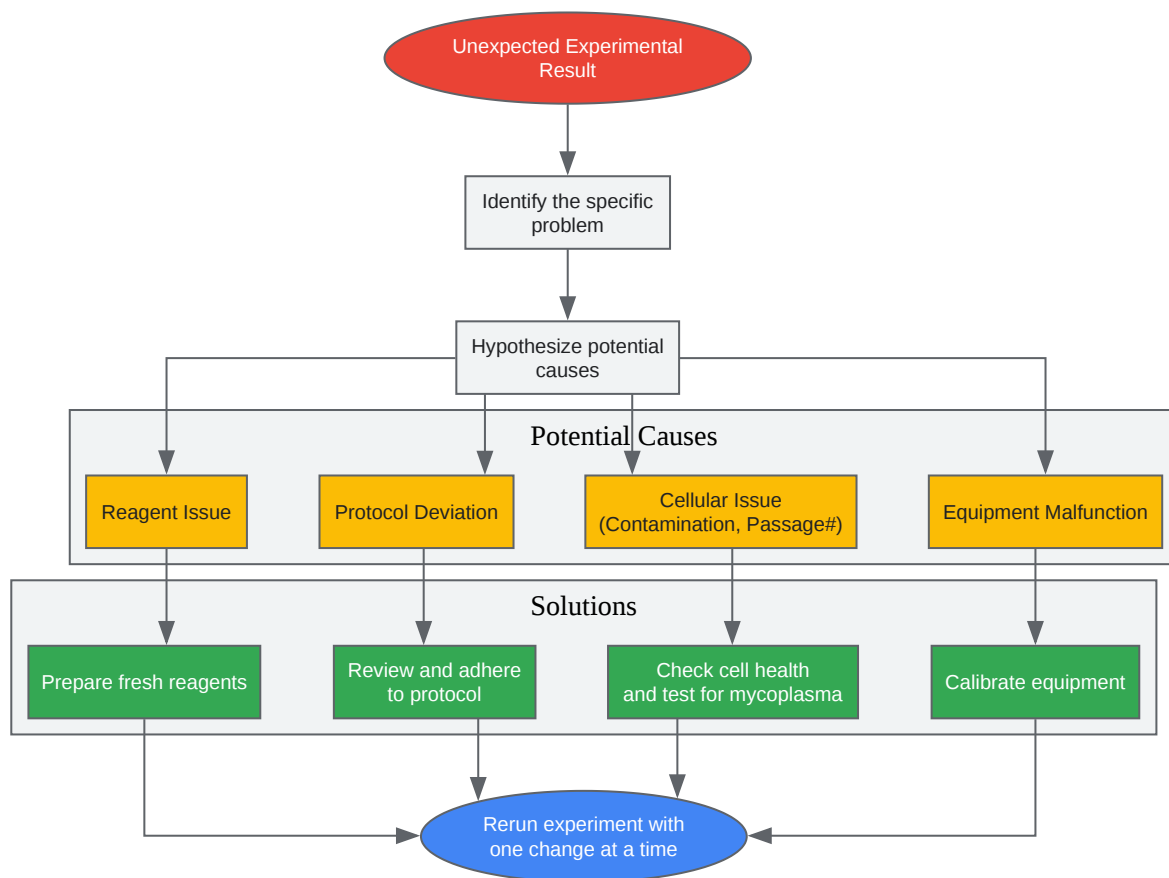 Unexpected Experimental
Result
Identify the specific
problem
Hypothesize potential
causes
Potential Causes
Reagent Issue
Protocol Deviation
Cellular Issue
(Contamination, Passage#)
Equipment Malfunction
Solutions
Prepare fresh reagents
Review and adhere
to protocol
Check cell health
and test for mycoplasma
Calibrate equipment
Rerun experiment with
one change at a time